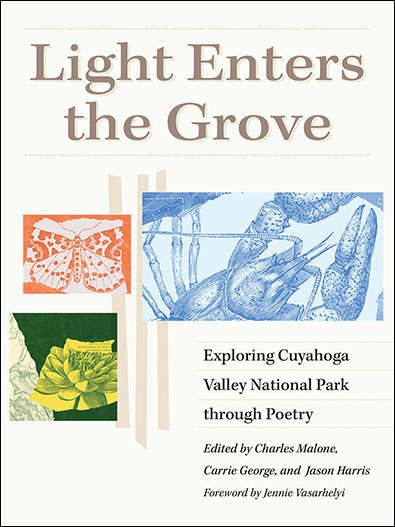 Light Enters
the Grove
Exploring Cuyahoga
Valley National Park
through Poetry
Edited by Charles Malone,
Carrie George, and Jason Harris
Foreword by Jennie Vasarhelyi